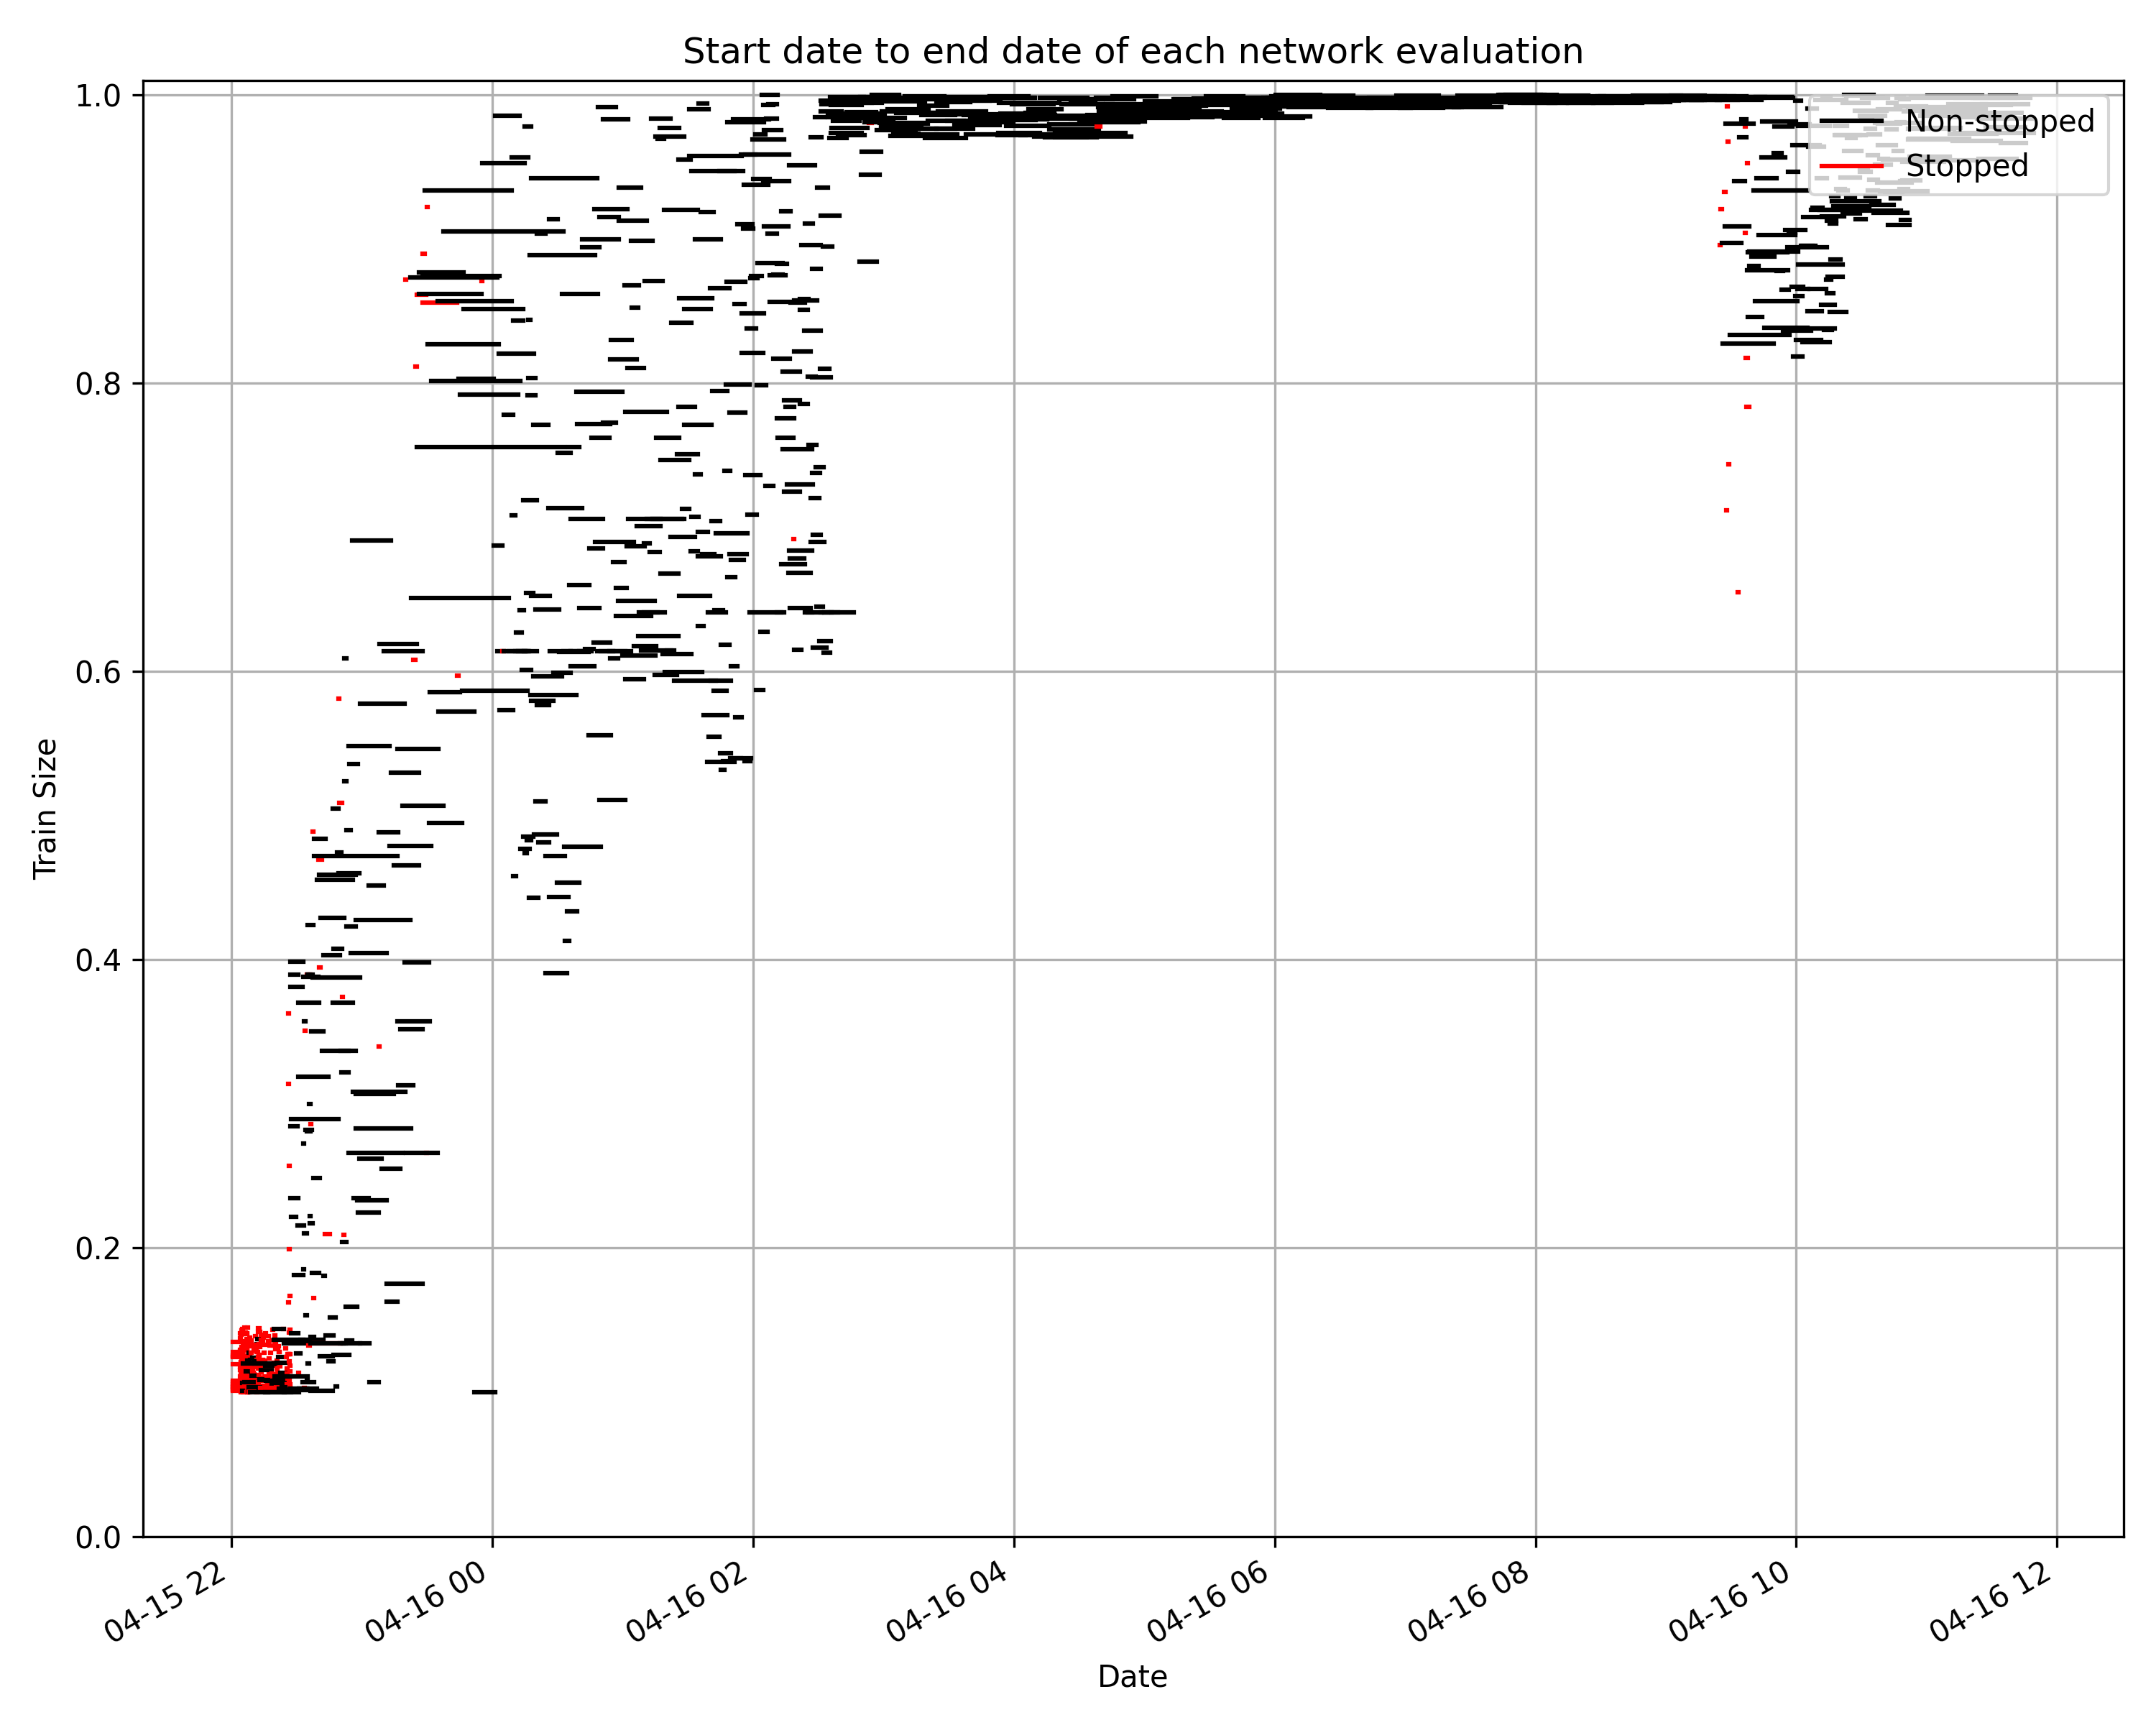 Start date to end date of each network evaluation
1.0
0.8
0.6
0.4
0.2
0.0
Train Size
Non-stopped
Stopped
04-15 22
04-16 00
04-16 02
04-16 04
04-16 06
04-16 08
04-16 10
04-16 12
Date